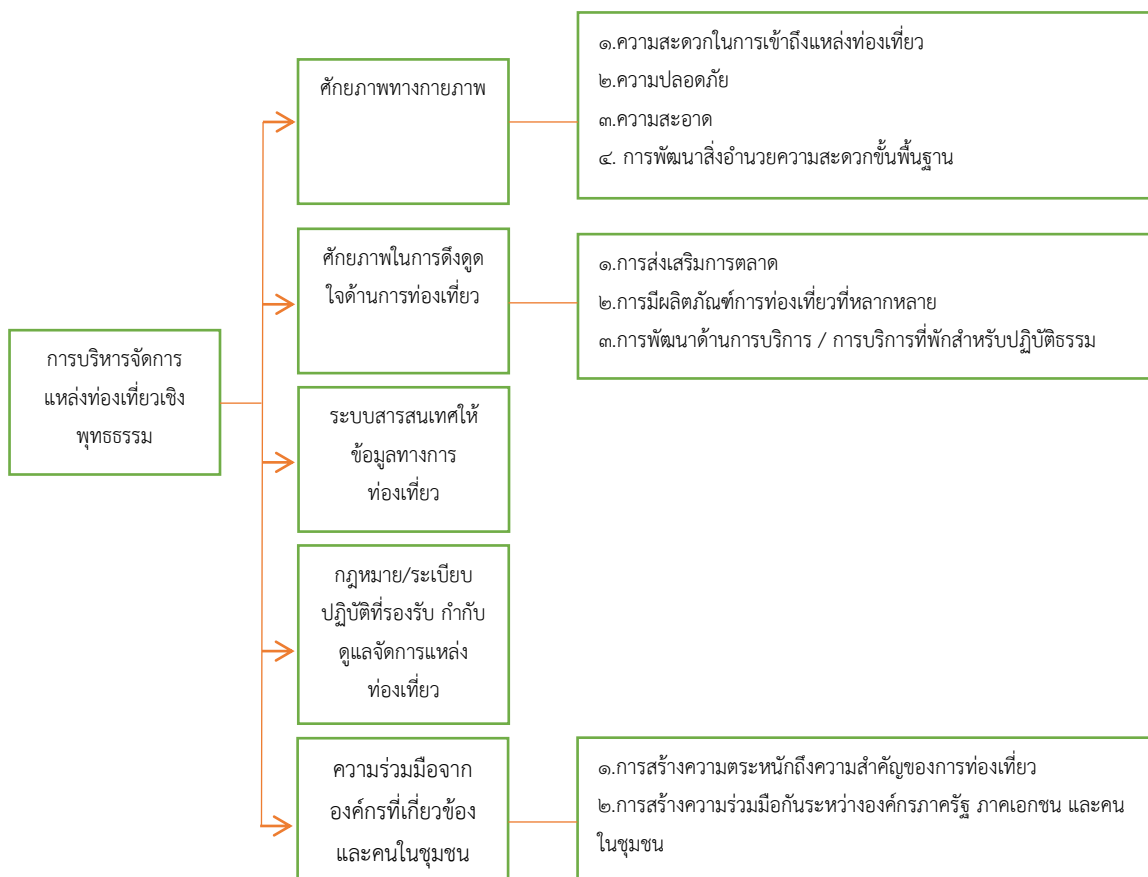 ศักยภาพทางกายภาพ
๑.ความสะดวกในการเข้าถึงแหล่งท่องเที่ยว
๒.ความปลอดภัย
๓.ความสะอาด
๔. การพัฒนาสิ่งอำนวยความสะดวกขั้นพื้นฐาน
ศักยภาพในการดึงดูด
ใจด้านการท่องเที่ยว
๑.การส่งเสริมการตลาด
๒.การมีผลิตภัณฑ์การท่องเที่ยวที่หลากหลาย
๓.การพัฒนาด้านการบริการ / การบริการที่พักสำหรับปฏิบัติธรรม
การบริหารจัดการ
แหล่งท่องเที่ยวเชิง
พุทธธรรม
ระบบสารสนเทศให้
ข้อมูลทางการ
ท่องเที่ยว
กฎหมาย/ระเบียบ
ปฏิบัติที่รองรับ กำกับ
ดูแลจัดการแหล่ง
ท่องเที่ยว
ความร่วมมือจาก
องค์กรที่เกี่ยวข้อง
และคนในชุมชน
๑.การสร้างความตระหนักถึงความสำคัญของการท่องเที่ยว
๒.การสร้างความร่วมมือกันระหว่างองค์กรภาครัฐ ภาคเอกชน และคน
ในชุมชน